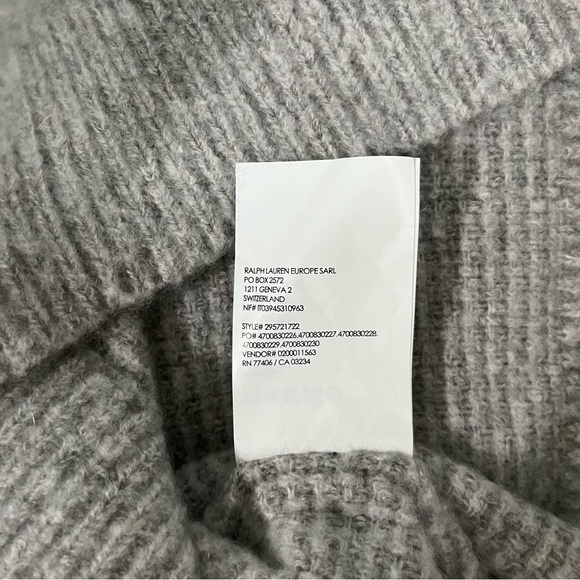 RALPH LAUREN EUROPE SARL
PO BOX 2572
1211 GENEVA 2
SWITZERLAND
NF# IT03945310963
STYLE# 295721722
PO# 4700830226,4700830227,4700830228,
4700830229,4700830230
VENDOR# 0200011563
RN 77406 / CA 03234